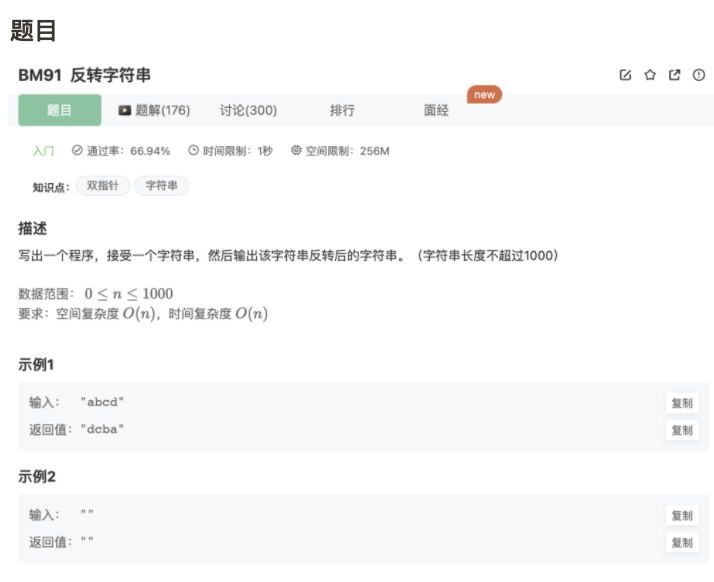 题目
BM91 反转字符串
题目 题解(176) 讨论(300) 排行 面经 new
入门 通过率：66.94% 时间限制：1秒 空间限制：256M
知识点： 双指针 字符串
描述
写出一个程序，接受一个字符串，然后输出该字符串反转后的字符串。（字符串长度不超过1000）
数据范围： 0 ≤ n ≤ 1000
要求：空间复杂度 O(n)，时间复杂度 O(n)
示例1
输入： "abcd" 复制
返回值："dcba" 复制
示例2
输入： "" 复制
返回值："" 复制